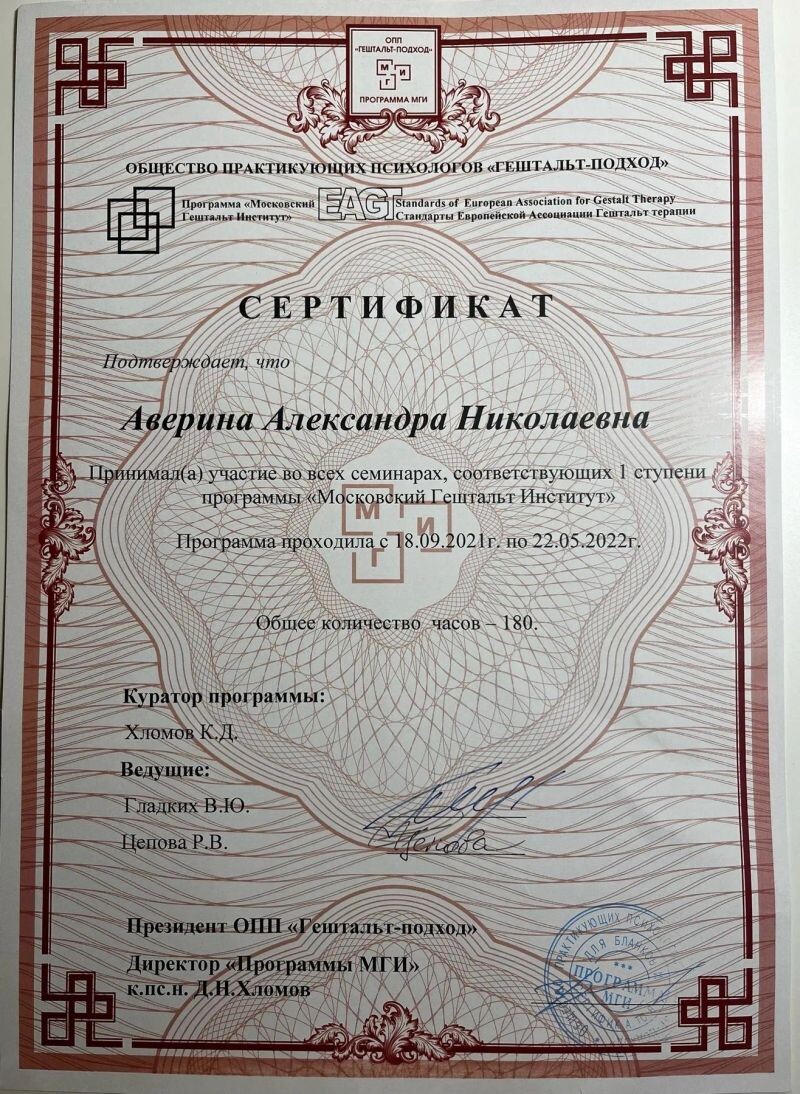 ОПП
«ГЕШТАЛЬТ-ПОДХОД»
М И
Г
ПРОГРАММА МГИ
ОБЩЕСТВО ПРАКТИКУЮЩИХ ПСИХОЛОГОВ «ГЕШТАЛЬТ-ПОДХОД»
Программа «Московский Гештальт Институт»
EAGT
Standards of European Association for Gestalt Therapy
Стандарты Европейской Ассоциации Гештальт терапии
СЕРТИФИКАТ
Подтверждает, что
Аверина Александра Николаевна
Принимал(а) участие во всех семинарах, соответствующих 1 ступени
программы «Московский Гештальт Институт»
М И
Г
Программа проходила с 18.09.2021г. по 22.05.2022г.
Общее количество часов – 180.
Куратор программы:
Хломов К.Д.
Ведущие:
Гладких В.Ю.
Цепова Р.В.
Президент ОПП «Гештальт-подход»
Директор «Программы МГИ»
к.пс.н. Д.Н.Хломов
ДЛЯ
ПРОГРАММ
МГИ